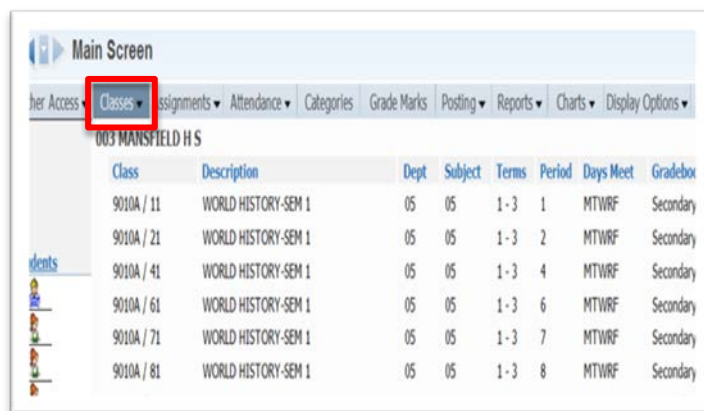 Main Screen
her Access Classes ssignments Attendance Categories Grade Marks Posting Reports Charts Display Options
003 MANSFIELD H S
Class Description Dept Subject Terms Period Days Meet Gradeboo
9010A / 11 WORLD HISTORY-SEM 1 05 05 1 - 3 1 MTWRF Secondary
9010A / 21 WORLD HISTORY-SEM 1 05 05 1 - 3 2 MTWRF Secondary
dents
9010A / 41 WORLD HISTORY-SEM 1 05 05 1 - 3 4 MTWRF Secondary
9010A / 61 WORLD HISTORY-SEM 1 05 05 1 - 3 6 MTWRF Secondary
9010A / 71 WORLD HISTORY-SEM 1 05 05 1 - 3 7 MTWRF Secondary
9010A / 81 WORLD HISTORY-SEM 1 05 05 1 - 3 8 MTWRF Secondary